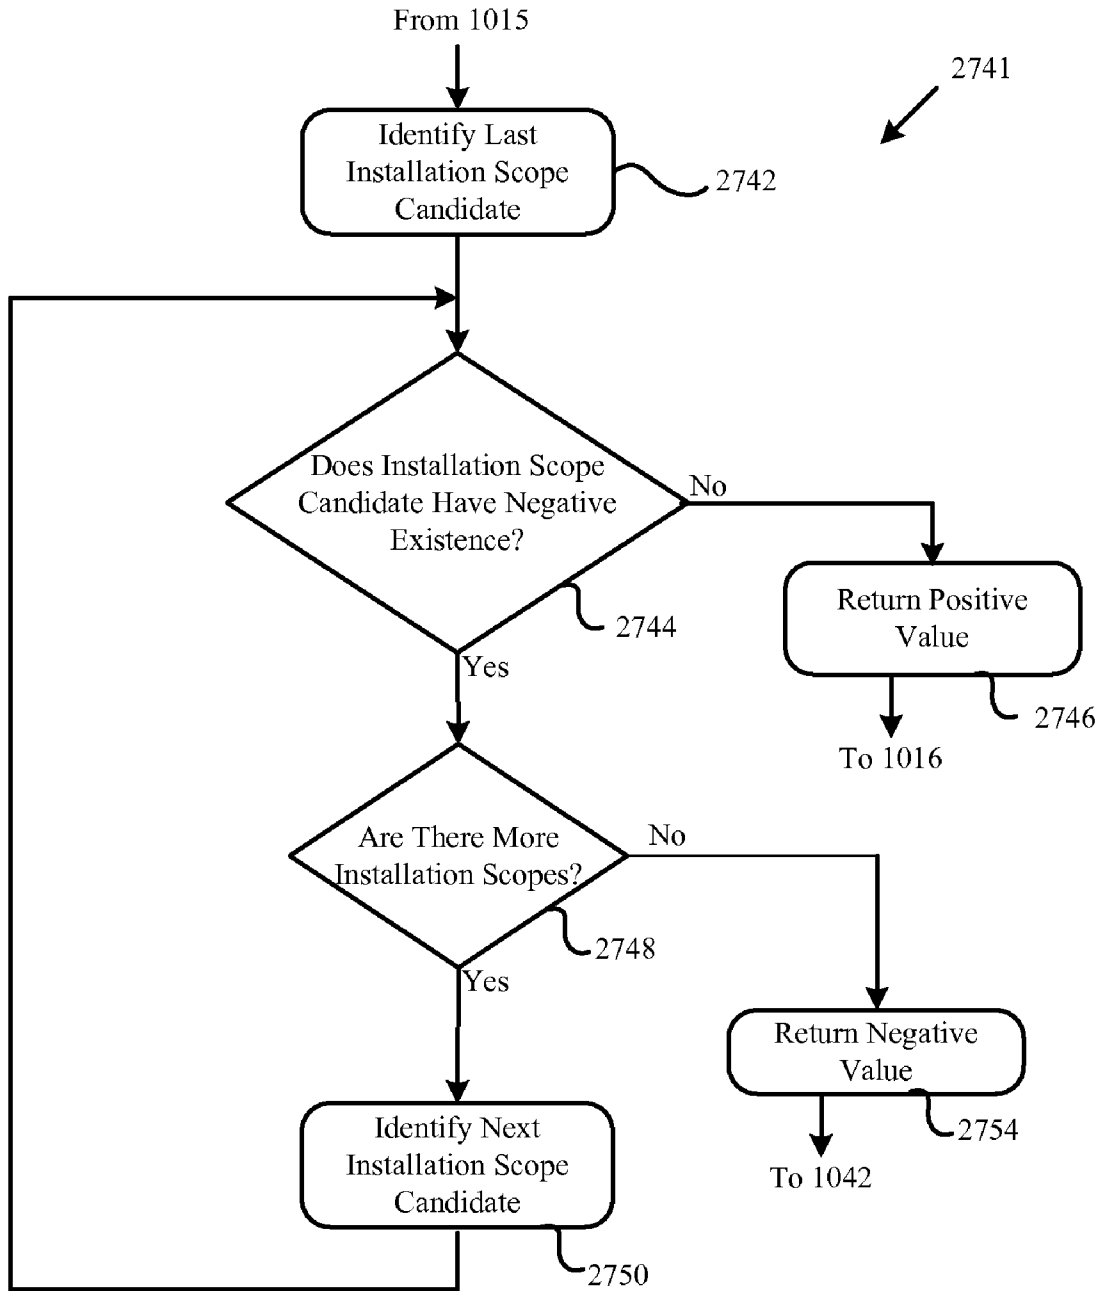 From 1015
2741
Identify Last
Installation Scope
Candidate
2742
Does Installation Scope
Candidate Have Negative
Existence?
No
2744
Yes
Return Positive
Value
2746
To 1016
Are There More
Installation Scopes?
No
2748
Yes
Return Negative
Value
2754
To 1042
Identify Next
Installation Scope
Candidate
2750